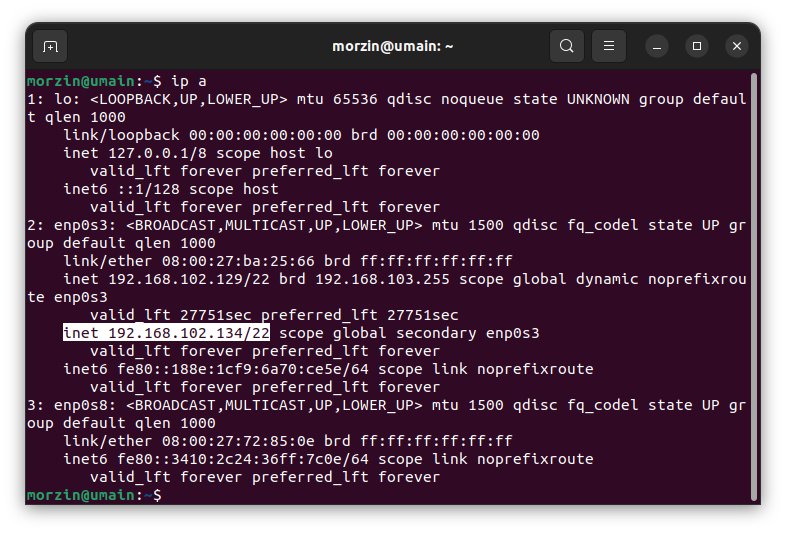 morzin@umain: ~
morzin@umain:~$ ip a
1: lo: <LOOPBACK,UP,LOWER_UP> mtu 65536 qdisc noqueue state UNKNOWN group defaul
t qlen 1000
    link/loopback 00:00:00:00:00:00 brd 00:00:00:00:00:00
    inet 127.0.0.1/8 scope host lo
       valid_lft forever preferred_lft forever
    inet6 ::1/128 scope host
       valid_lft forever preferred_lft forever
2: enp0s3: <BROADCAST,MULTICAST,UP,LOWER_UP> mtu 1500 qdisc fq_codel state UP gr
oup default qlen 1000
    link/ether 08:00:27:ba:25:66 brd ff:ff:ff:ff:ff:ff
    inet 192.168.102.129/22 brd 192.168.103.255 scope global dynamic noprefixrou
te enp0s3
       valid_lft 27751sec preferred_lft 27751sec
    inet 192.168.102.134/22 scope global secondary enp0s3
       valid_lft forever preferred_lft forever
    inet6 fe80::188e:1cf9:6a70:ce5e/64 scope link noprefixroute
       valid_lft forever preferred_lft forever
3: enp0s8: <BROADCAST,MULTICAST,UP,LOWER_UP> mtu 1500 qdisc fq_codel state UP gr
oup default qlen 1000
    link/ether 08:00:27:72:85:0e brd ff:ff:ff:ff:ff:ff
    inet6 fe80::3410:2c24:36ff:7c0e/64 scope link noprefixroute
       valid_lft forever preferred_lft forever
morzin@umain:~$